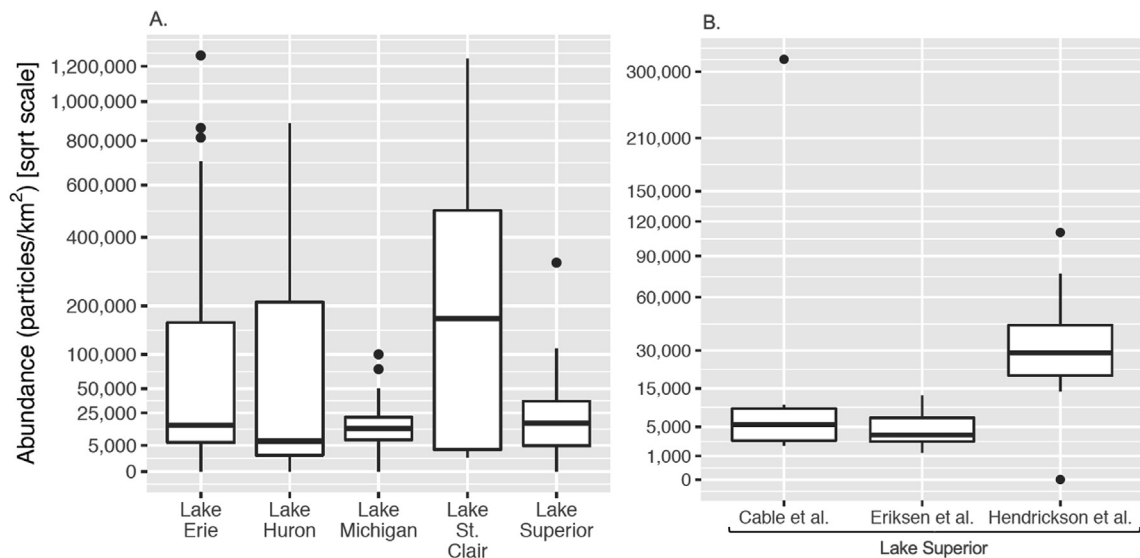 A.
Abundance (particles/km²) [sqrt scale]
1,200,000
1,000,000
800,000
600,000
400,000
200,000
100,000
50,000
25,000
5,000
0
Lake
Erie
Lake
Huron
Lake
Michigan
Lake
St.
Clair
Lake
Superior
B.
300,000
210,000
150,000
120,000
90,000
60,000
30,000
15,000
5,000
1,000
0
Cable et al.
Eriksen et al.
Hendrickson et al.
Lake Superior